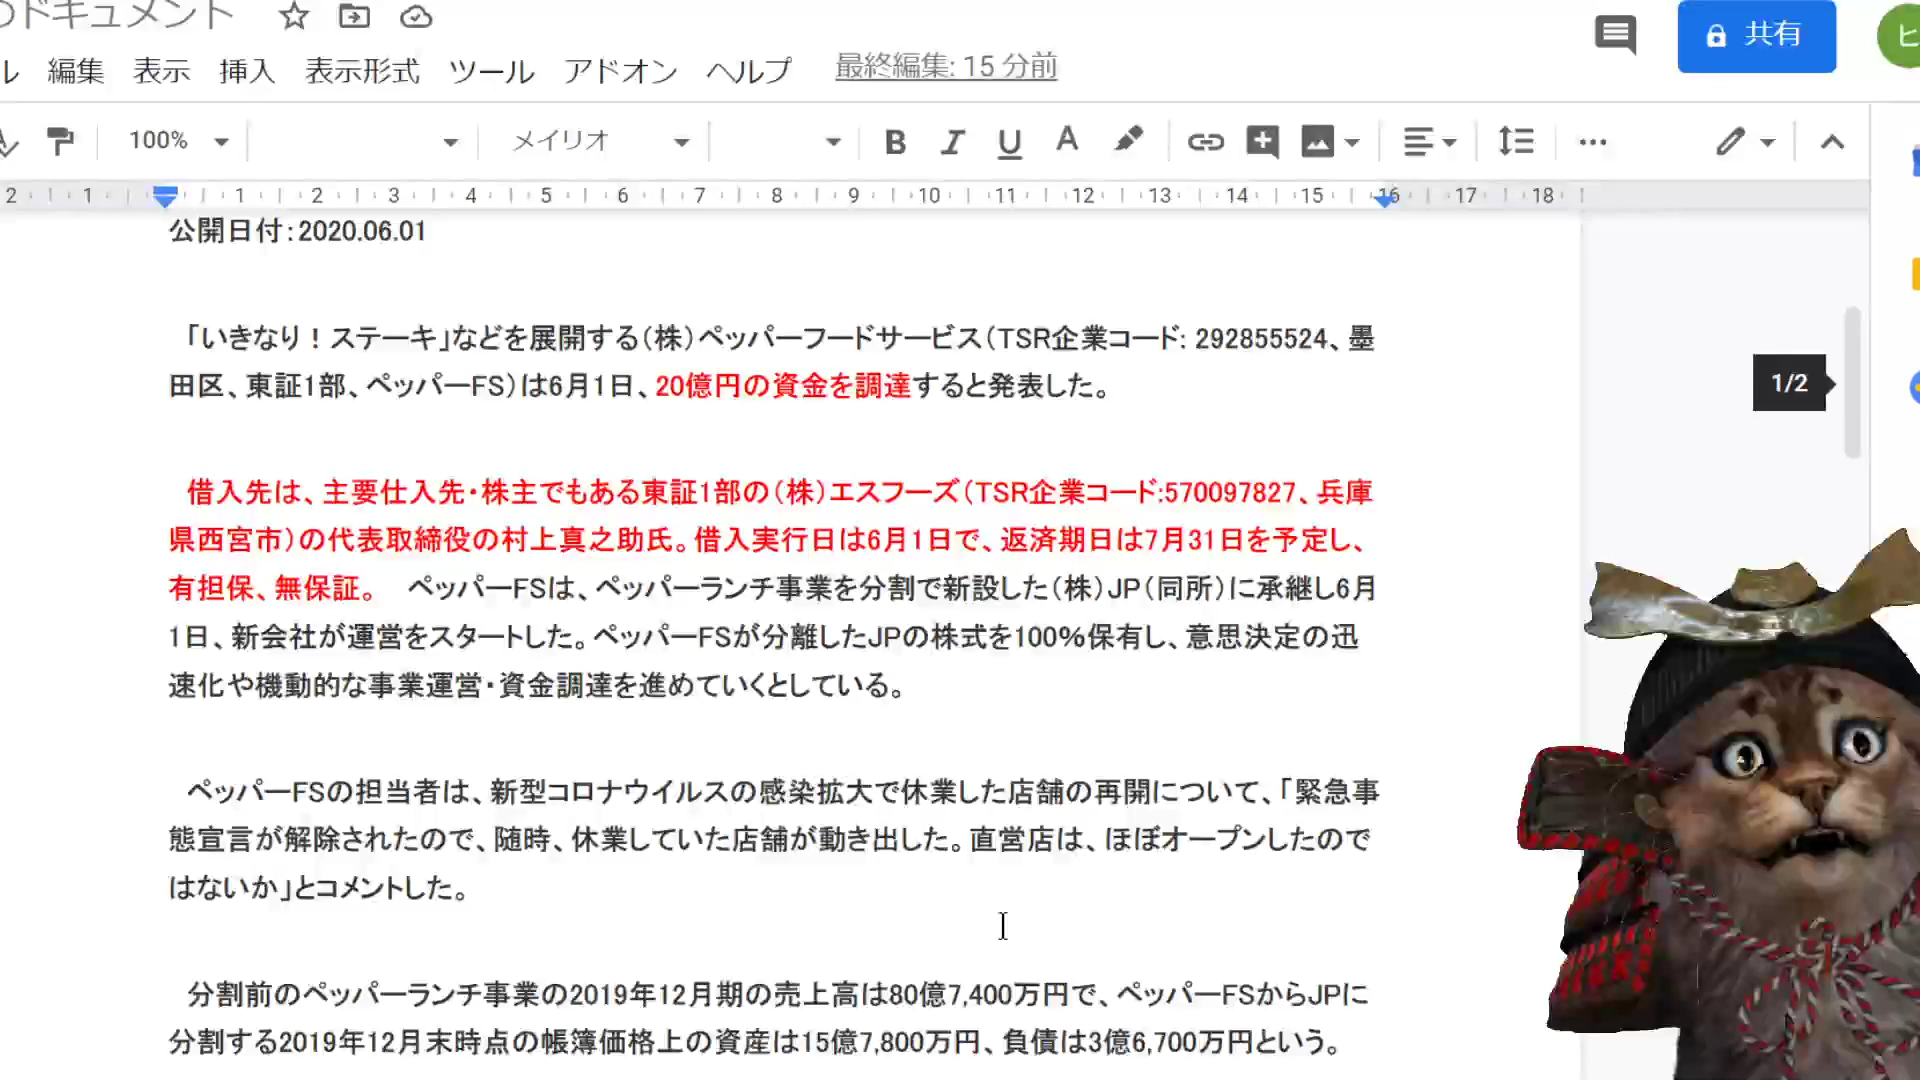 のドキュメント
ル 編集 表示 挿入 表示形式 ツール アドオン ヘルプ 最終編集: 15 分前
共有
ヒ
100% メイリオ B I U A
2 1 1 2 3 4 5 6 7 8 9 10 11 12 13 14 15 16 17 18
公開日付：2020.06.01
「いきなり！ステーキ」などを展開する（株）ペッパーフードサービス（TSR企業コード: 292855524、墨
田区、東証1部、ペッパーFS）は6月1日、20億円の資金を調達すると発表した。
1/2
借入先は、主要仕入先・株主でもある東証1部の（株）エスフーズ（TSR企業コード:570097827、兵庫
県西宮市）の代表取締役の村上真之助氏。借入実行日は6月1日で、返済期日は7月31日を予定し、
有担保、無保証。　ペッパーFSは、ペッパーランチ事業を分割で新設した（株）JP（同所）に承継し6月
1日、新会社が運営をスタートした。ペッパーFSが分離したJPの株式を100％保有し、意思決定の迅
速化や機動的な事業運営・資金調達を進めていくとしている。
ペッパーFSの担当者は、新型コロナウイルスの感染拡大で休業した店舗の再開について、「緊急事
態宣言が解除されたので、随時、休業していた店舗が動き出した。直営店は、ほぼオープンしたので
はないか」とコメントした。
分割前のペッパーランチ事業の2019年12月期の売上高は80億7,400万円で、ペッパーFSからJPに
分割する2019年12月末時点の帳簿価格上の資産は15億7,800万円、負債は3億6,700万円という。